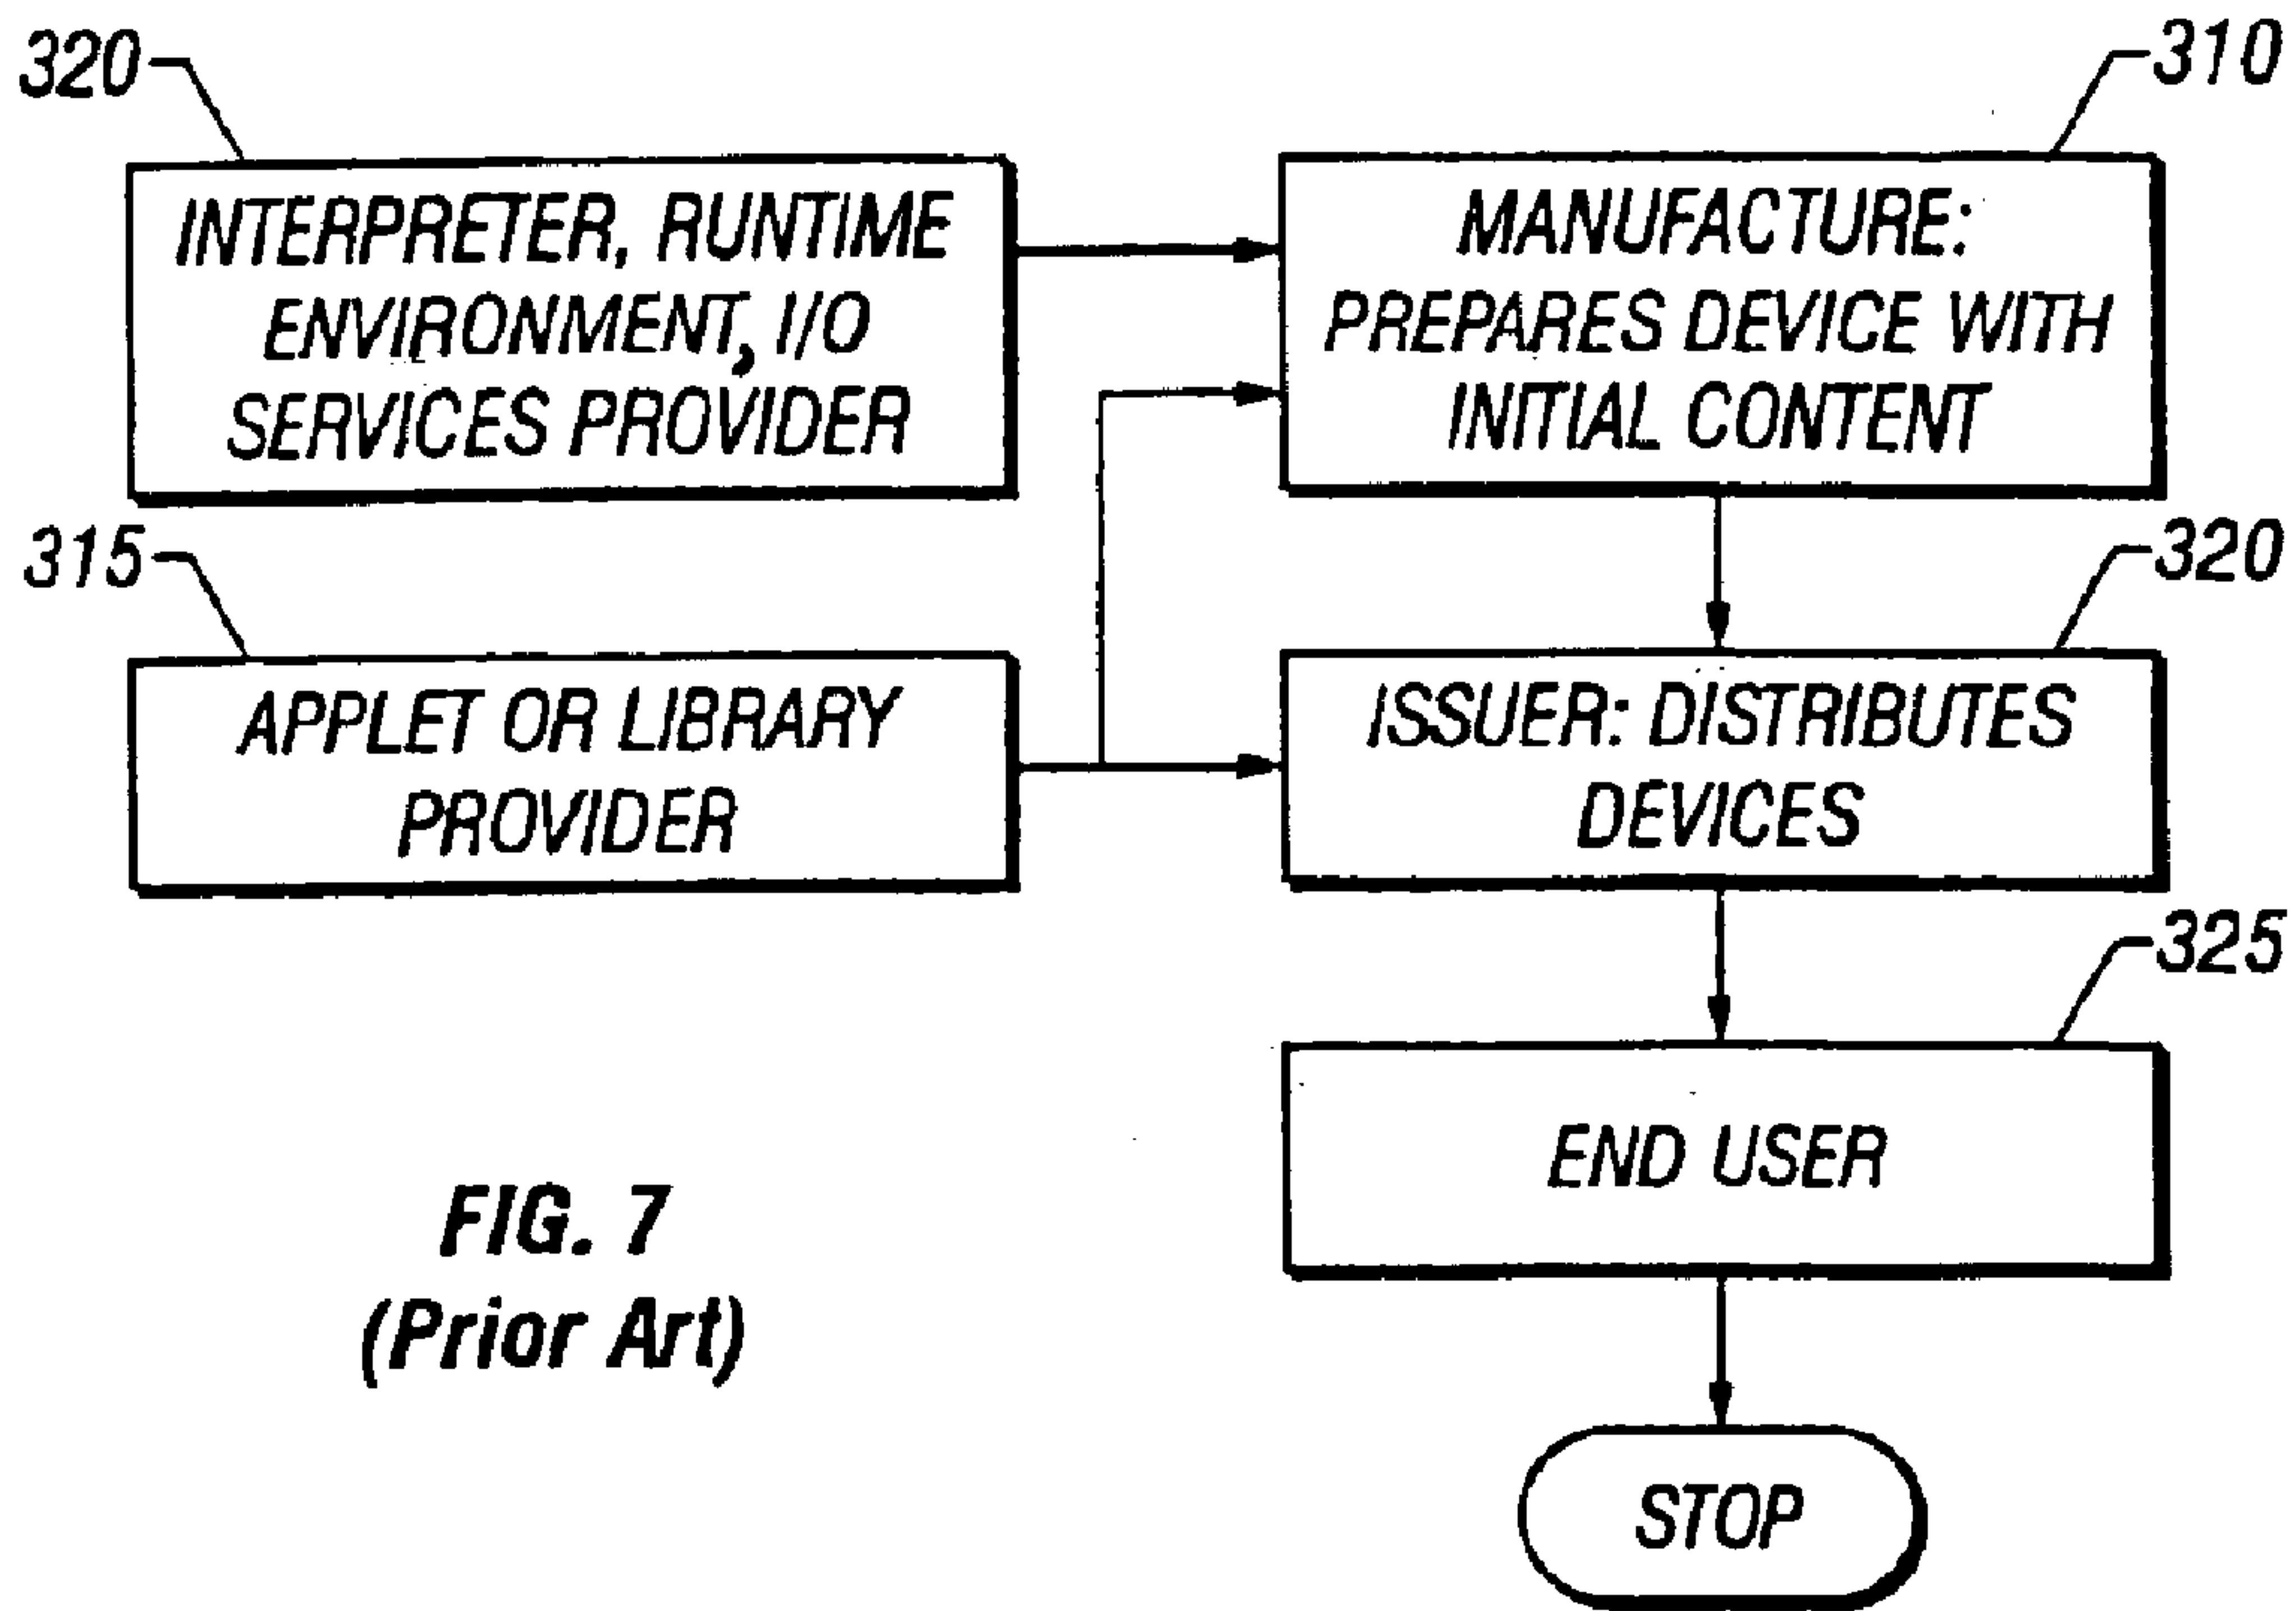 320
310
INTERPRETER, RUNTIME
ENVIRONMENT, I/O
SERVICES PROVIDER
MANUFACTURE:
PREPARES DEVICE WITH
INITIAL CONTENT
315
320
APPLET OR LIBRARY
PROVIDER
ISSUER: DISTRIBUTES
DEVICES
325
END USER
FIG. 7
(Prior Art)
STOP